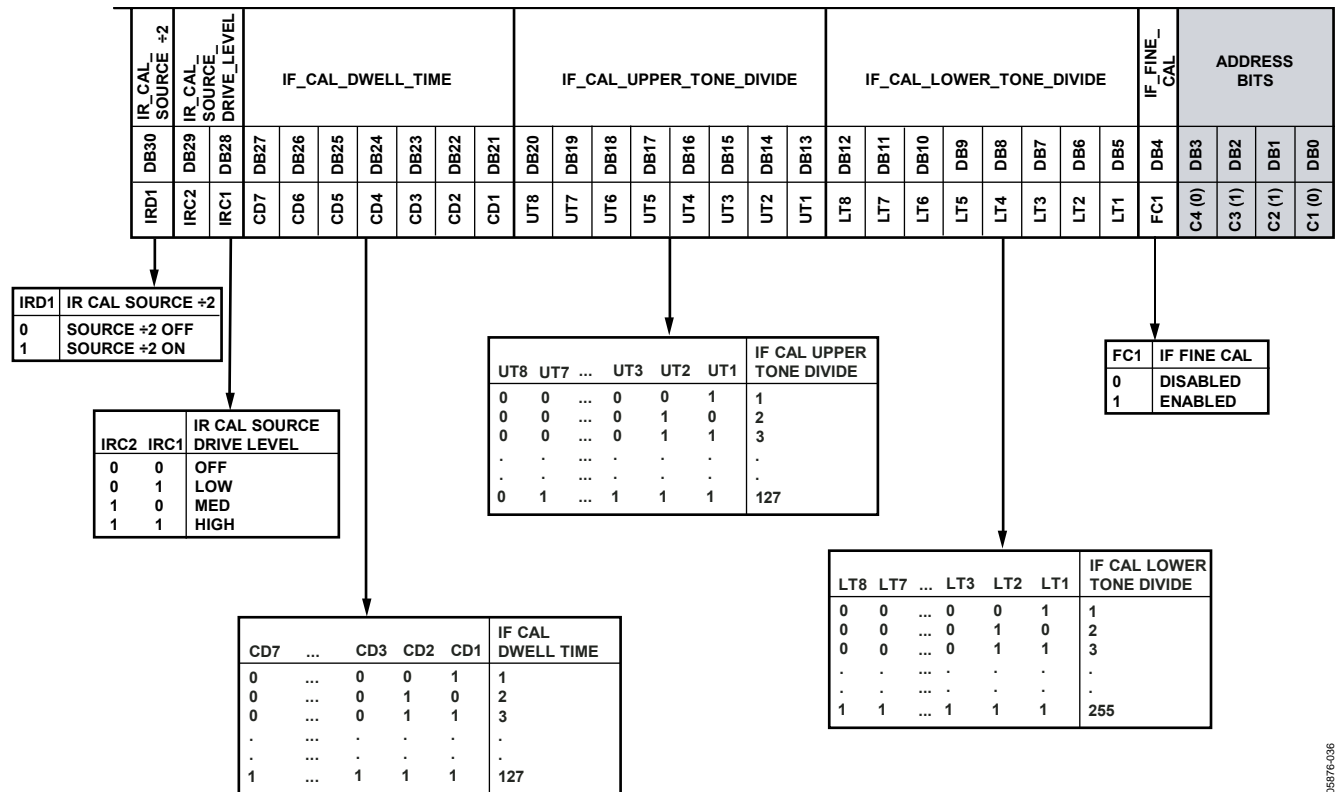 IR_CAL_
SOURCE ÷2
IR_CAL_
SOURCE_
DRIVE_LEVEL
IF_CAL_DWELL_TIME
IF_CAL_UPPER_TONE_DIVIDE
IF_CAL_LOWER_TONE_DIVIDE
IF_FINE_
CAL
ADDRESS
BITS
DB30 DB29 DB28 DB27 DB26 DB25 DB24 DB23 DB22 DB21 DB20 DB19 DB18 DB17 DB16 DB15 DB14 DB13 DB12 DB11 DB10 DB9 DB8 DB7 DB6 DB5 DB4 DB3 DB2 DB1 DB0
IRD1 IRC2 IRC1 CD7 CD6 CD5 CD4 CD3 CD2 CD1 UT8 UT7 UT6 UT5 UT4 UT3 UT2 UT1 LT8 LT7 LT6 LT5 LT4 LT3 LT2 LT1 FC1 C4 (0) C3 (1) C2 (1) C1 (0)
IRD1 IR CAL SOURCE ÷2
0 SOURCE ÷2 OFF
1 SOURCE ÷2 ON
IRC2 IRC1 IR CAL SOURCE
DRIVE LEVEL
0 0 OFF
0 1 LOW
1 0 MED
1 1 HIGH
CD7 ... CD3 CD2 CD1 IF CAL
DWELL TIME
0 ... 0 0 1 1
0 ... 0 1 0 2
0 ... 0 1 1 3
. ... . . . .
. ... . . . .
1 ... 1 1 1 127
UT8 UT7 ... UT3 UT2 UT1 IF CAL UPPER
TONE DIVIDE
0 0 ... 0 0 1 1
0 0 ... 0 1 0 2
0 0 ... 0 1 1 3
. . ... . . . .
. . ... . . . .
0 1 ... 1 1 1 127
LT8 LT7 ... LT3 LT2 LT1 IF CAL LOWER
TONE DIVIDE
0 0 ... 0 0 1 1
0 0 ... 0 1 0 2
0 0 ... 0 1 1 3
. . ... . . . .
. . ... . . . .
1 1 ... 1 1 1 255
FC1 IF FINE CAL
0 DISABLED
1 ENABLED
05876-036